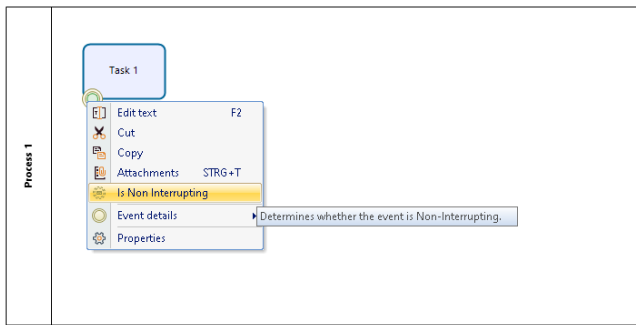 Task 1
Process 1
Edit text F2
Cut
Copy
Attachments STRG+T
Is Non Interrupting
Event details
Determines whether the event is Non-Interrupting.
Properties